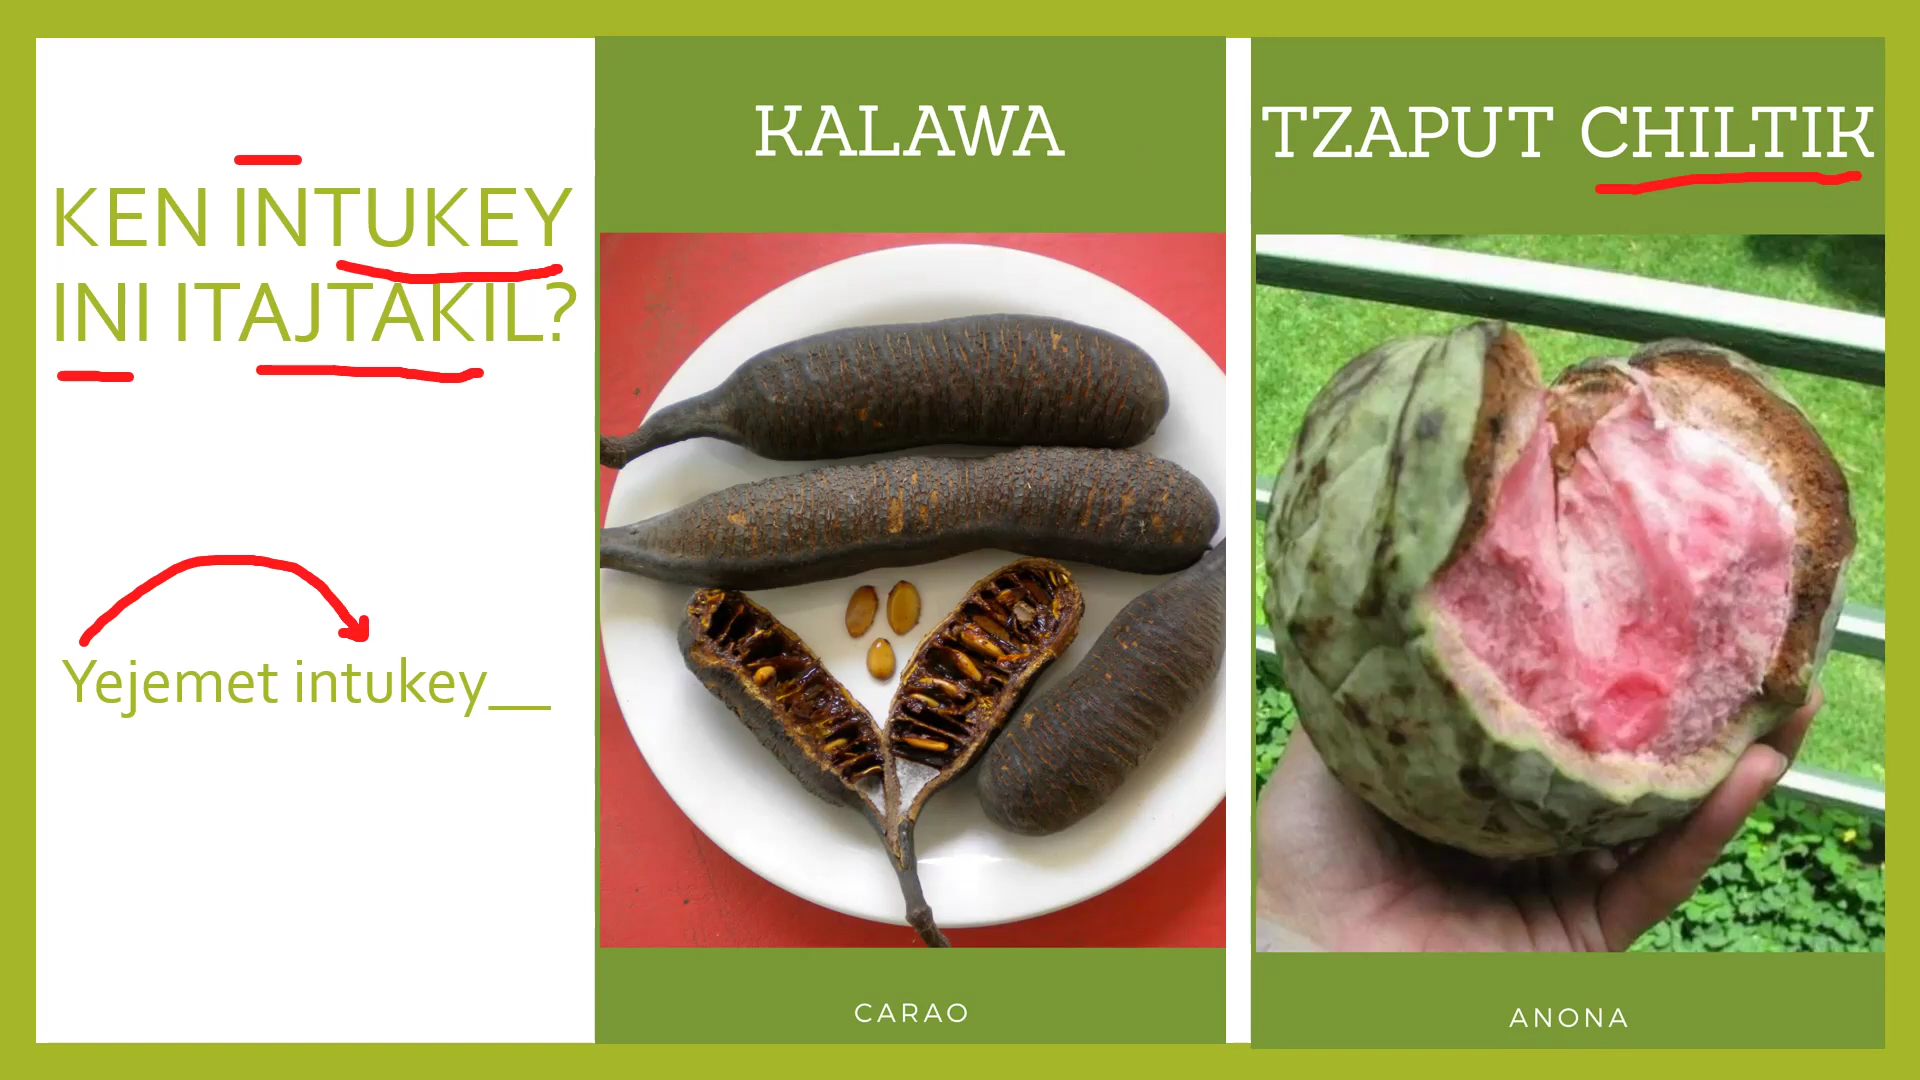 KEN INTUKEY
INI ITAJTAKIL?
Yejemet intukey__
KALAWA
CARAO
TZAPUT CHILTIK
ANONA